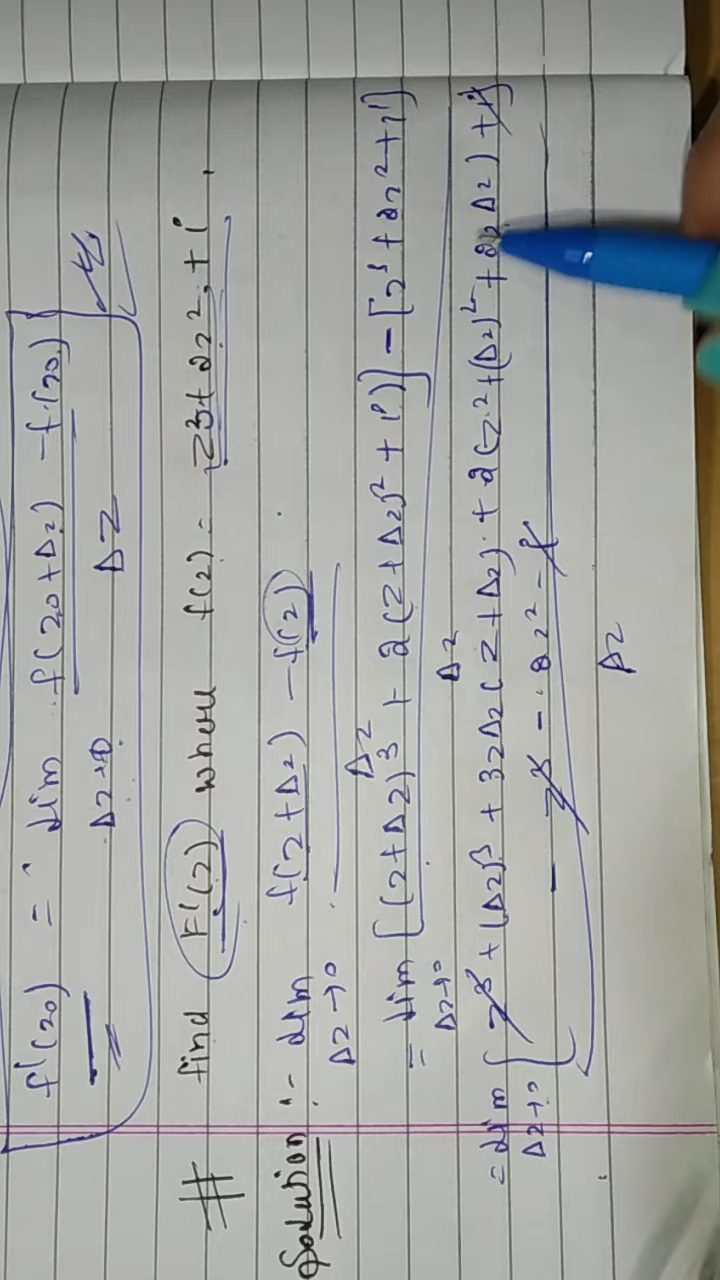 f'(z0) = lim f(z0+Δz) - f(z0)
Δz→0 Δz
# find F'(z) where f(z) = z³+2z²+i.
Solution :- lim f(z+Δz) - f(z)
Δz→0 Δz
= lim [(z+Δz)³ + 2(z+Δz)² + i)] - [z³+2z²+i]
Δz→0 Δz
= lim { z³ + (Δz)³ + 3zΔz(z+Δz) + 2(z²+(Δz)²+2zΔz) + i
Δz→0 - z³ - 2z² - i
Δz